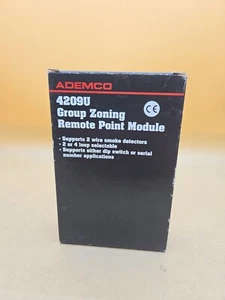 ADEMCO
4209U
Group Zoning
Remote Point Module
CE
• Supports 2 wire smoke detectors
• 2 or 4 loop selectable
• Supports either dip switch or serial
number applications